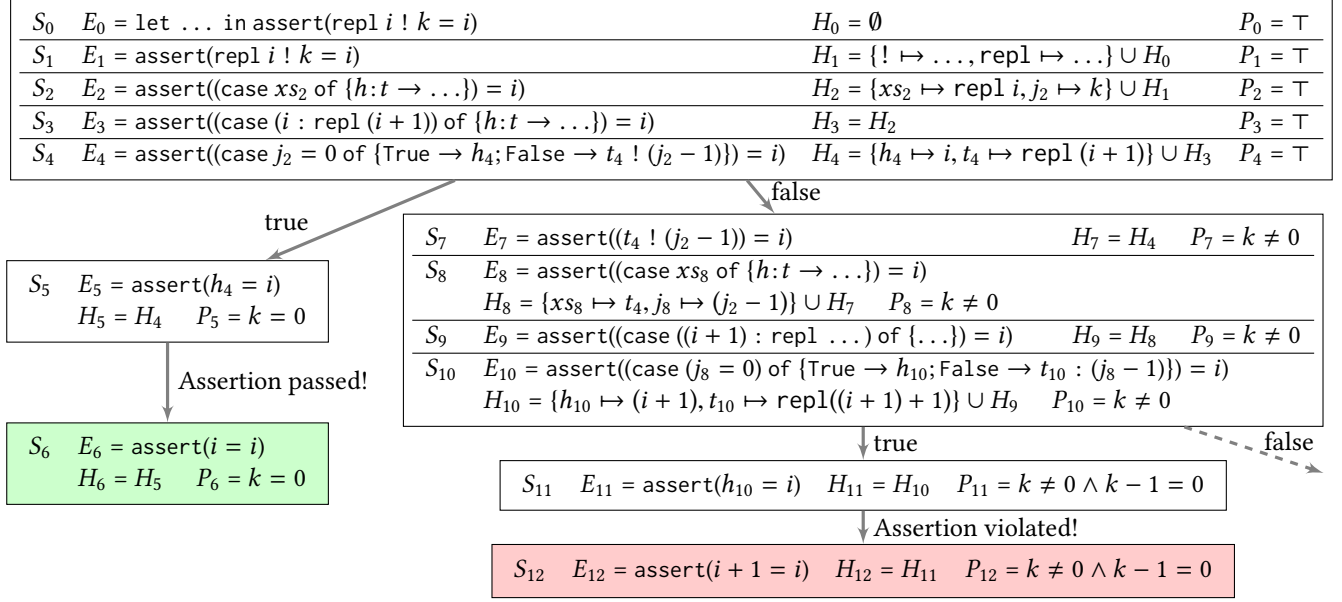 S₀ E₀ = let ... in assert(repl i ! k = i) H₀ = ∅ P₀ = ⊤
S₁ E₁ = assert(repl i ! k = i) H₁ = {! ↦ ..., repl ↦ ...} ∪ H₀ P₁ = ⊤
S₂ E₂ = assert((case xs₂ of {h:t → ...}) = i) H₂ = {xs₂ ↦ repl i, j₂ ↦ k} ∪ H₁ P₂ = ⊤
S₃ E₃ = assert((case (i : repl (i + 1)) of {h:t → ...}) = i) H₃ = H₂ P₃ = ⊤
S₄ E₄ = assert((case j₂ = 0 of {True → h₄; False → t₄ ! (j₂ − 1)}) = i) H₄ = {h₄ ↦ i, t₄ ↦ repl (i + 1)} ∪ H₃ P₄ = ⊤
true
false
S₅ E₅ = assert(h₄ = i)
H₅ = H₄ P₅ = k = 0
Assertion passed!
S₆ E₆ = assert(i = i)
H₆ = H₅ P₆ = k = 0
S₇ E₇ = assert((t₄ ! (j₂ − 1)) = i) H₇ = H₄ P₇ = k ≠ 0
S₈ E₈ = assert((case xs₈ of {h:t → ...}) = i)
H₈ = {xs₈ ↦ t₄, j₈ ↦ (j₂ − 1)} ∪ H₇ P₈ = k ≠ 0
S₉ E₉ = assert((case ((i + 1) : repl ...) of {...}) = i) H₉ = H₈ P₉ = k ≠ 0
S₁₀ E₁₀ = assert((case (j₈ = 0) of {True → h₁₀; False → t₁₀ : (j₈ − 1)}) = i)
H₁₀ = {h₁₀ ↦ (i + 1), t₁₀ ↦ repl((i + 1) + 1)} ∪ H₉ P₁₀ = k ≠ 0
true
false
S₁₁ E₁₁ = assert(h₁₀ = i) H₁₁ = H₁₀ P₁₁ = k ≠ 0 ∧ k − 1 = 0
Assertion violated!
S₁₂ E₁₂ = assert(i + 1 = i) H₁₂ = H₁₁ P₁₂ = k ≠ 0 ∧ k − 1 = 0